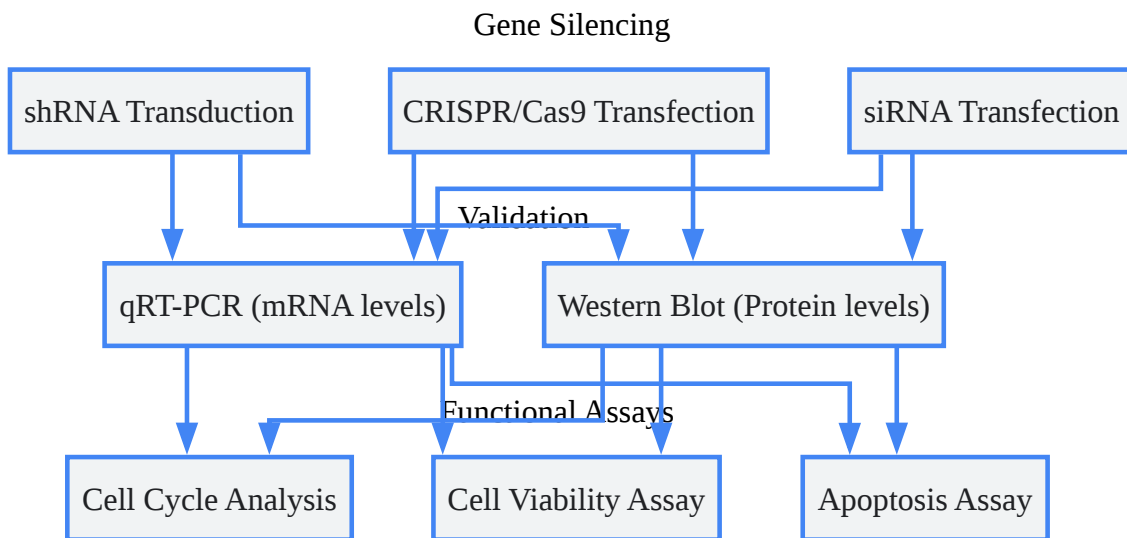 Gene Silencing
shRNA Transduction
CRISPR/Cas9 Transfection
siRNA Transfection
Validation
qRT-PCR (mRNA levels)
Western Blot (Protein levels)
Functional Assays
Cell Cycle Analysis
Cell Viability Assay
Apoptosis Assay